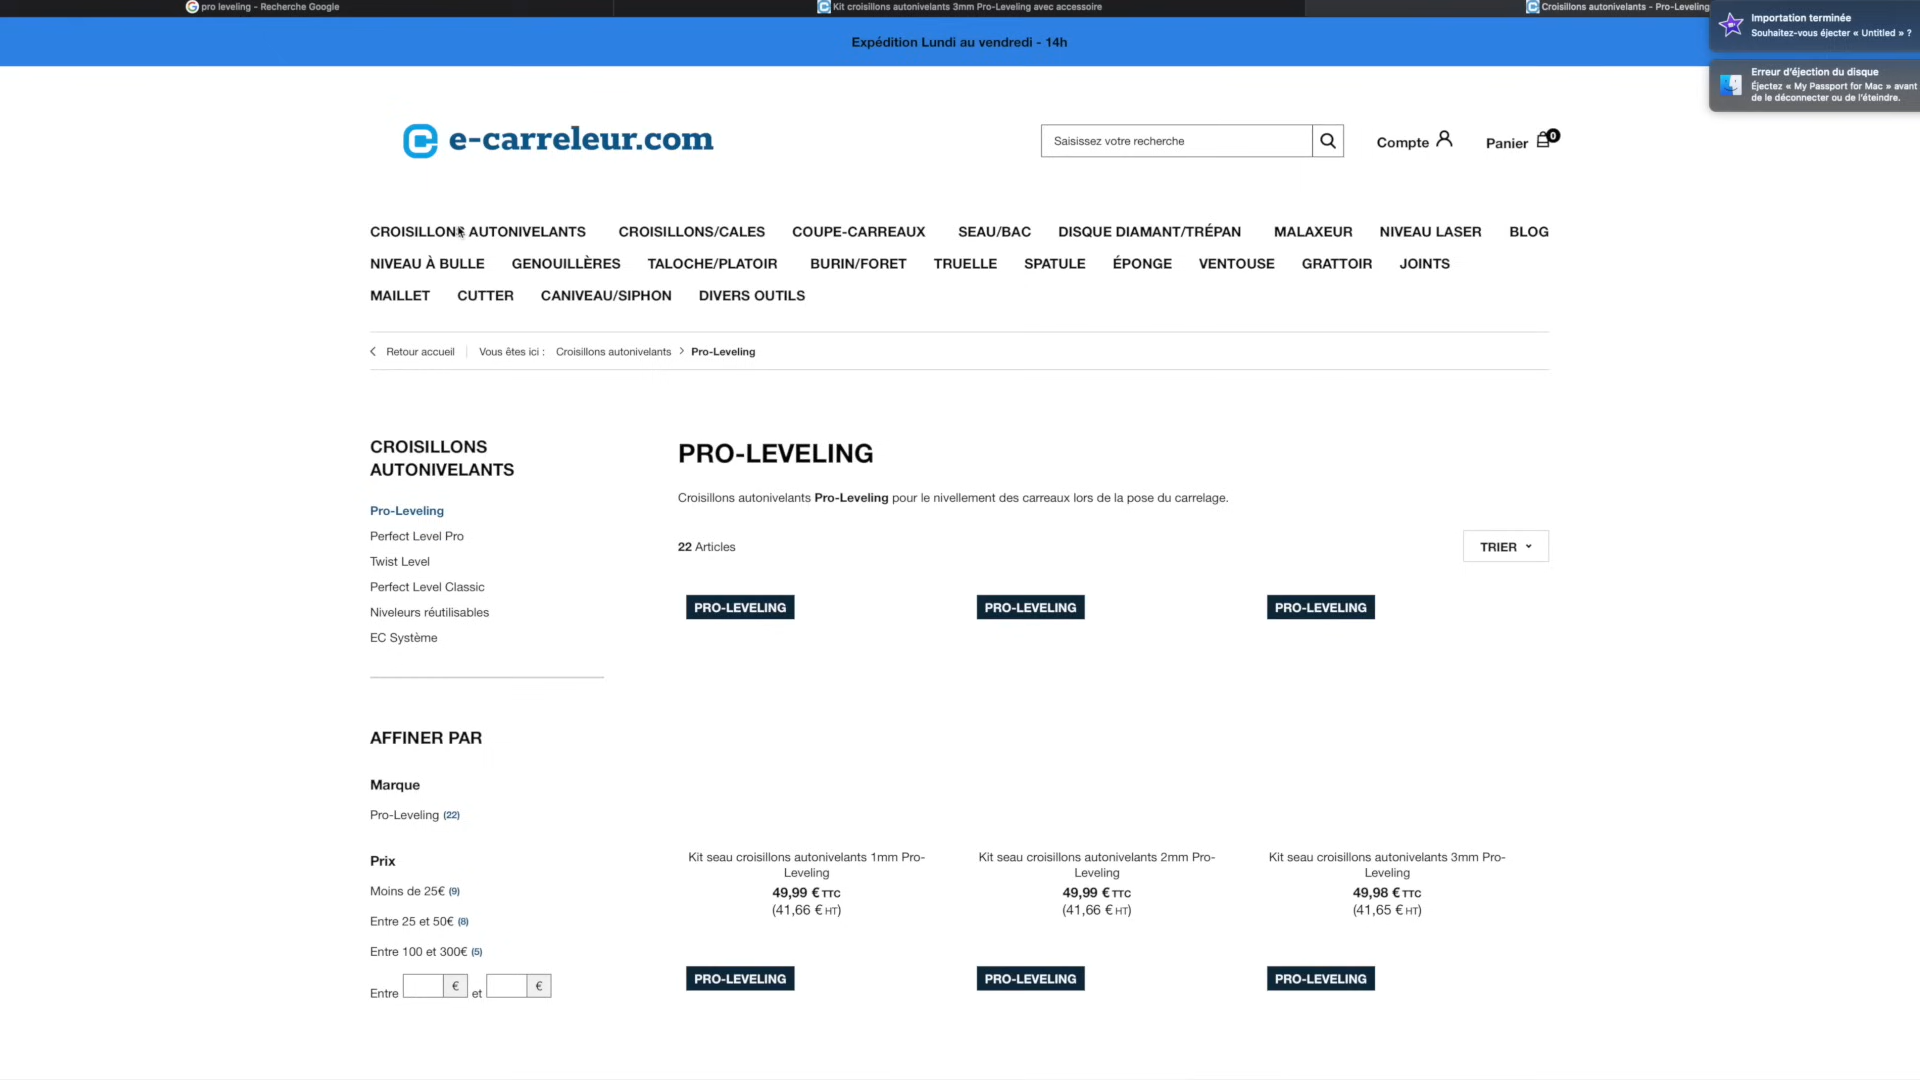 pro leveling - Recherche Google
Kit croisillons autonivelants 3mm Pro-Leveling avec accessoire
Croisillons autonivelants - Pro-Leveling
Importation terminée
Souhaitez-vous éjecter « Untitled » ?
Expédition Lundi au vendredi - 14h
Erreur d'éjection du disque
Éjectez « My Passport for Mac » avant
de le déconnecter ou de l'éteindre.
e-carreleur.com
Saisissez votre recherche
Compte
Panier 0
CROISILLONS AUTONIVELANTS CROISILLONS/CALES COUPE-CARREAUX SEAU/BAC DISQUE DIAMANT/TRÉPAN MALAXEUR NIVEAU LASER BLOG
NIVEAU À BULLE GENOUILLÈRES TALOCHE/PLATOIR BURIN/FORET TRUELLE SPATULE ÉPONGE VENTOUSE GRATTOIR JOINTS
MAILLET CUTTER CANIVEAU/SIPHON DIVERS OUTILS
Retour accueil Vous êtes ici : Croisillons autonivelants > Pro-Leveling
CROISILLONS
AUTONIVELANTS
Pro-Leveling
Perfect Level Pro
Twist Level
Perfect Level Classic
Niveleurs réutilisables
EC Système
AFFINER PAR
Marque
Pro-Leveling (22)
Prix
Moins de 25€ (9)
Entre 25 et 50€ (8)
Entre 100 et 300€ (5)
Entre € et €
PRO-LEVELING
Croisillons autonivelants Pro-Leveling pour le nivellement des carreaux lors de la pose du carrelage.
22 Articles
TRIER
PRO-LEVELING PRO-LEVELING PRO-LEVELING
Kit seau croisillons autonivelants 1mm Pro-
Leveling
49,99 € TTC
(41,66 € HT)
Kit seau croisillons autonivelants 2mm Pro-
Leveling
49,99 € TTC
(41,66 € HT)
Kit seau croisillons autonivelants 3mm Pro-
Leveling
49,98 € TTC
(41,65 € HT)
PRO-LEVELING PRO-LEVELING PRO-LEVELING